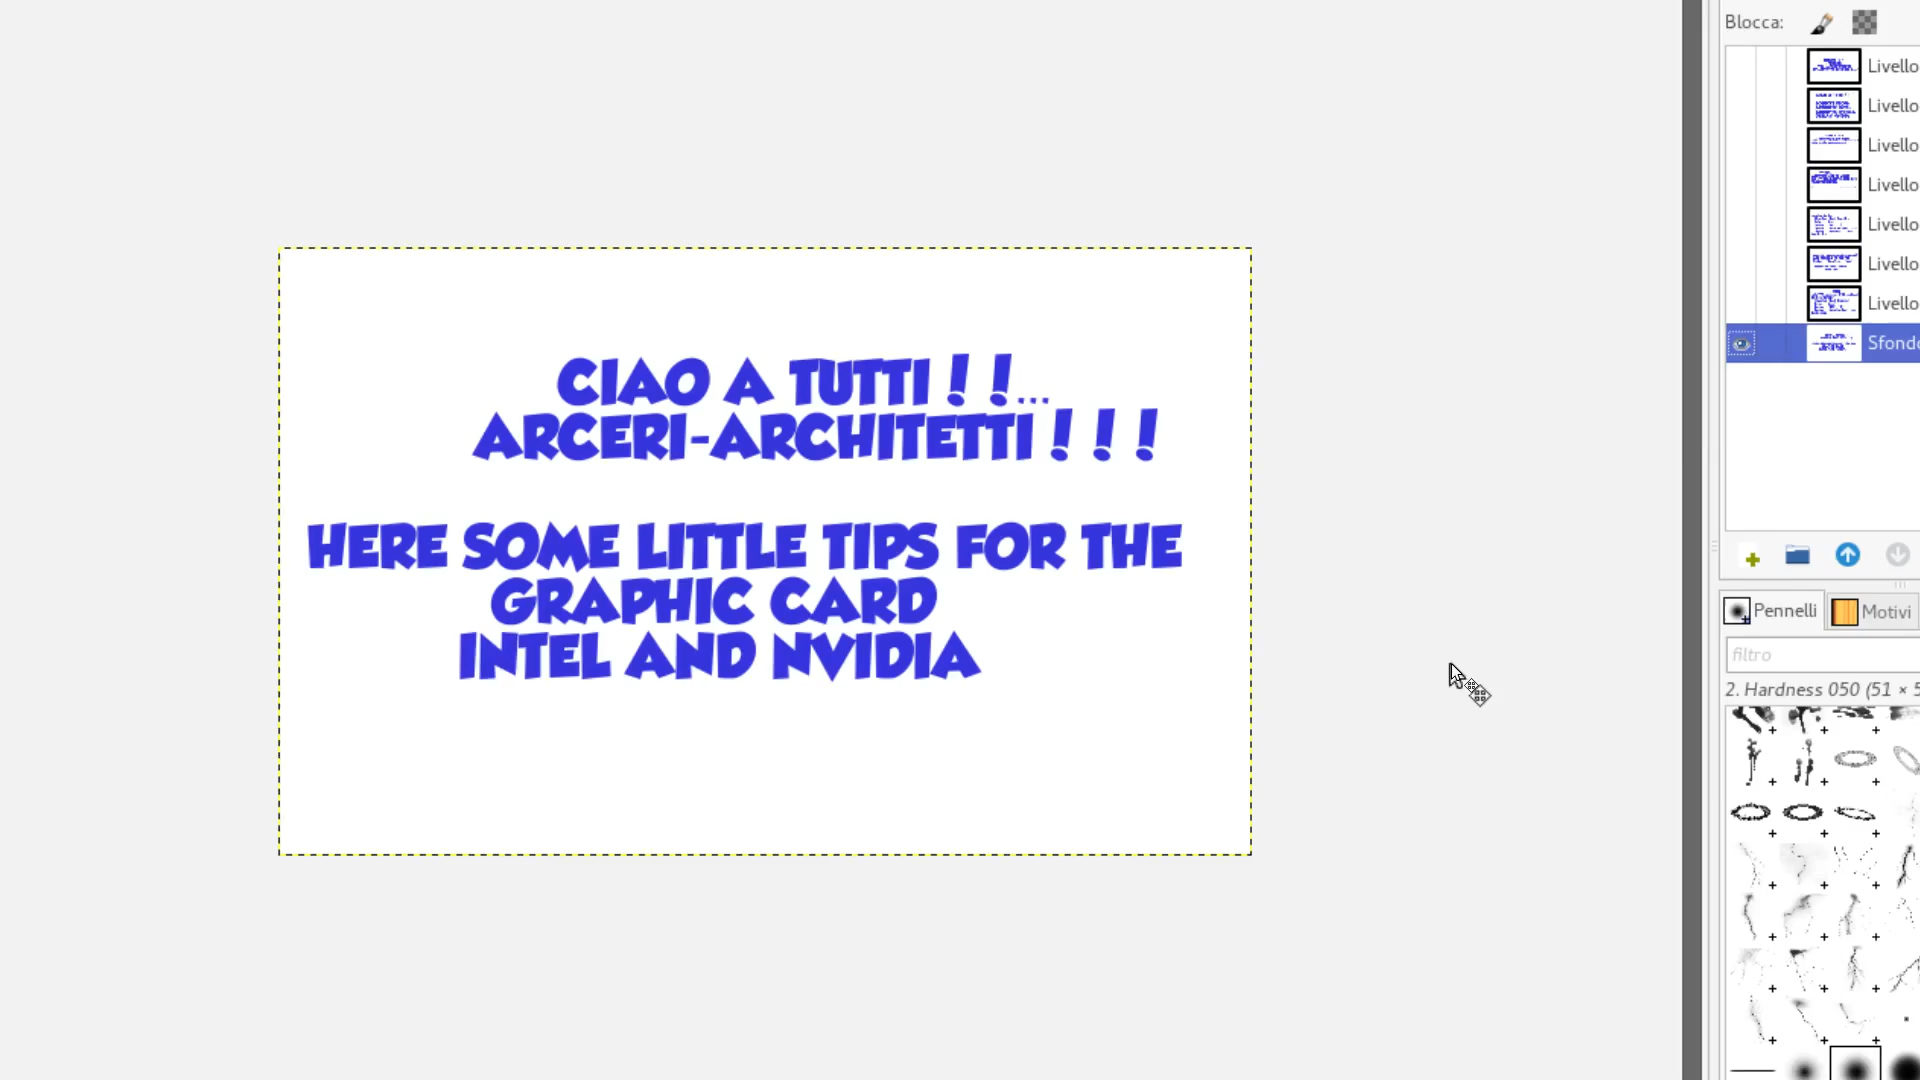 CIAO A TUTTI!!...
ARCERI-ARCHITETTI!!!
HERE SOME LITTLE TIPS FOR THE
GRAPHIC CARD
INTEL AND NVIDIA
Blocca:
Livello
Livello
Livello
Livello
Livello
Livello
Livello
Sfondo
Pennelli
Motivi
filtro
2. Hardness 050 (51 ×